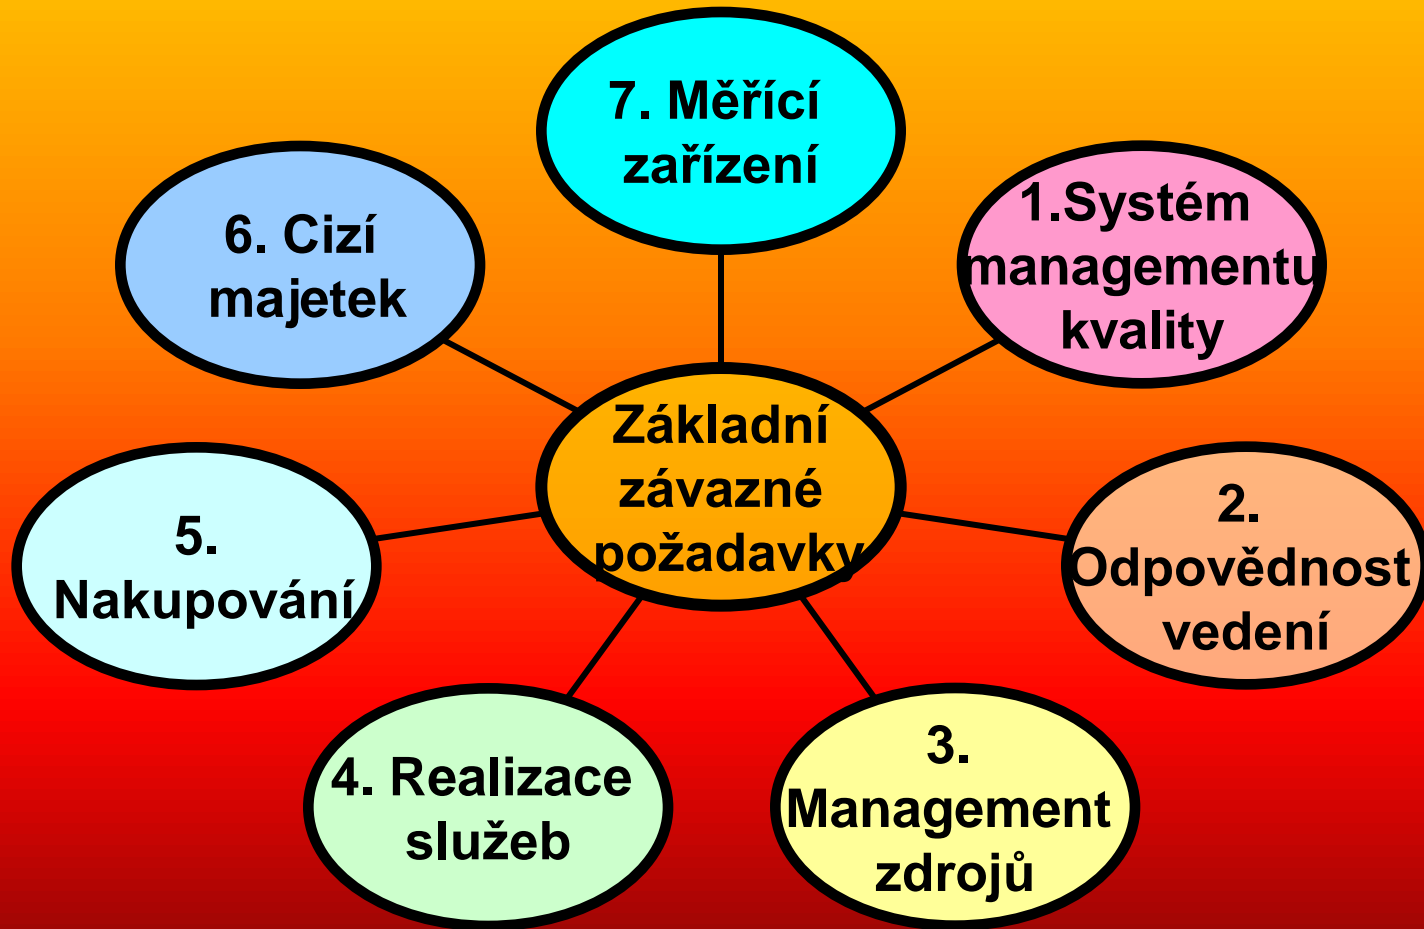 7. Měřící
zařízení
1.Systém
managementu
kvality
6. Cizí
majetek
Základní
závazné
požadavky
2.
Odpovědnost
vedení
5.
Nakupování
3.
Management
zdrojů
4. Realizace
služeb